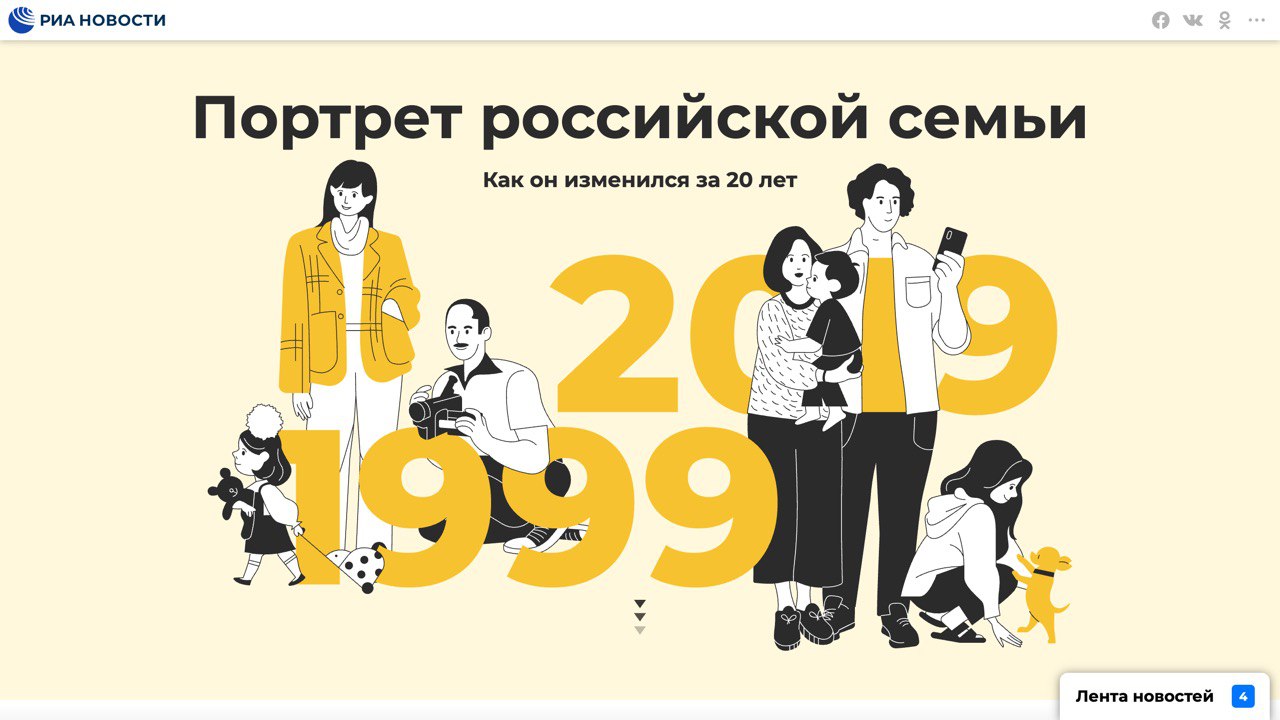 РИА НОВОСТИ
Портрет российской семьи
Как он изменился за 20 лет
2019
1999
Лента новостей 4